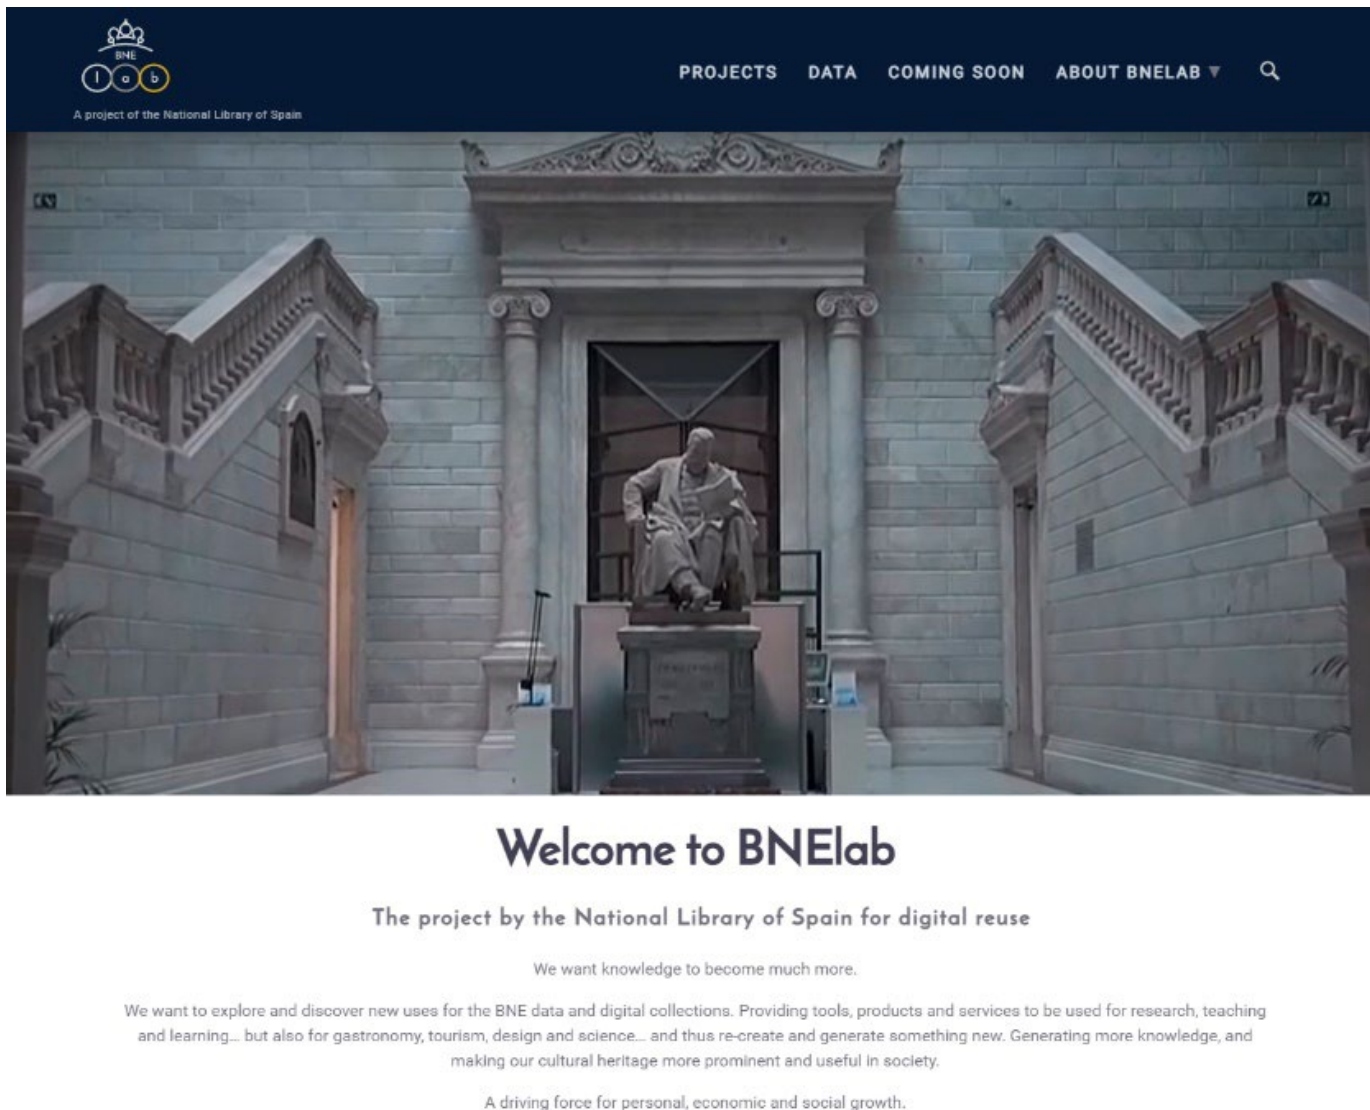 BNE
lab
A project of the National Library of Spain
PROJECTS DATA COMING SOON ABOUT BNELAB
Welcome to BNElab
The project by the National Library of Spain for digital reuse
We want knowledge to become much more.
We want to explore and discover new uses for the BNE data and digital collections. Providing tools, products and services to be used for research, teaching
and learning... but also for gastronomy, tourism, design and science... and thus re-create and generate something new. Generating more knowledge, and
making our cultural heritage more prominent and useful in society.
A driving force for personal, economic and social growth.